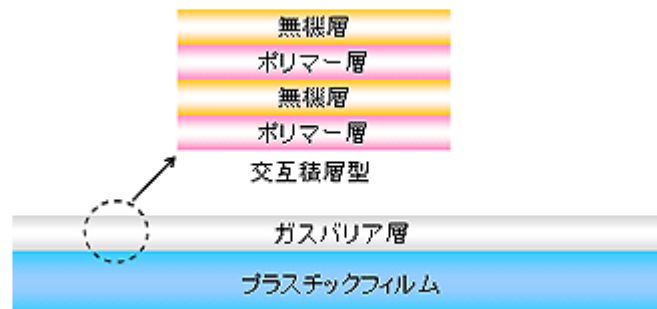 無機層
ポリマー層
無機層
ポリマー層
交互積層型
ガスバリア層
プラスチックフィルム